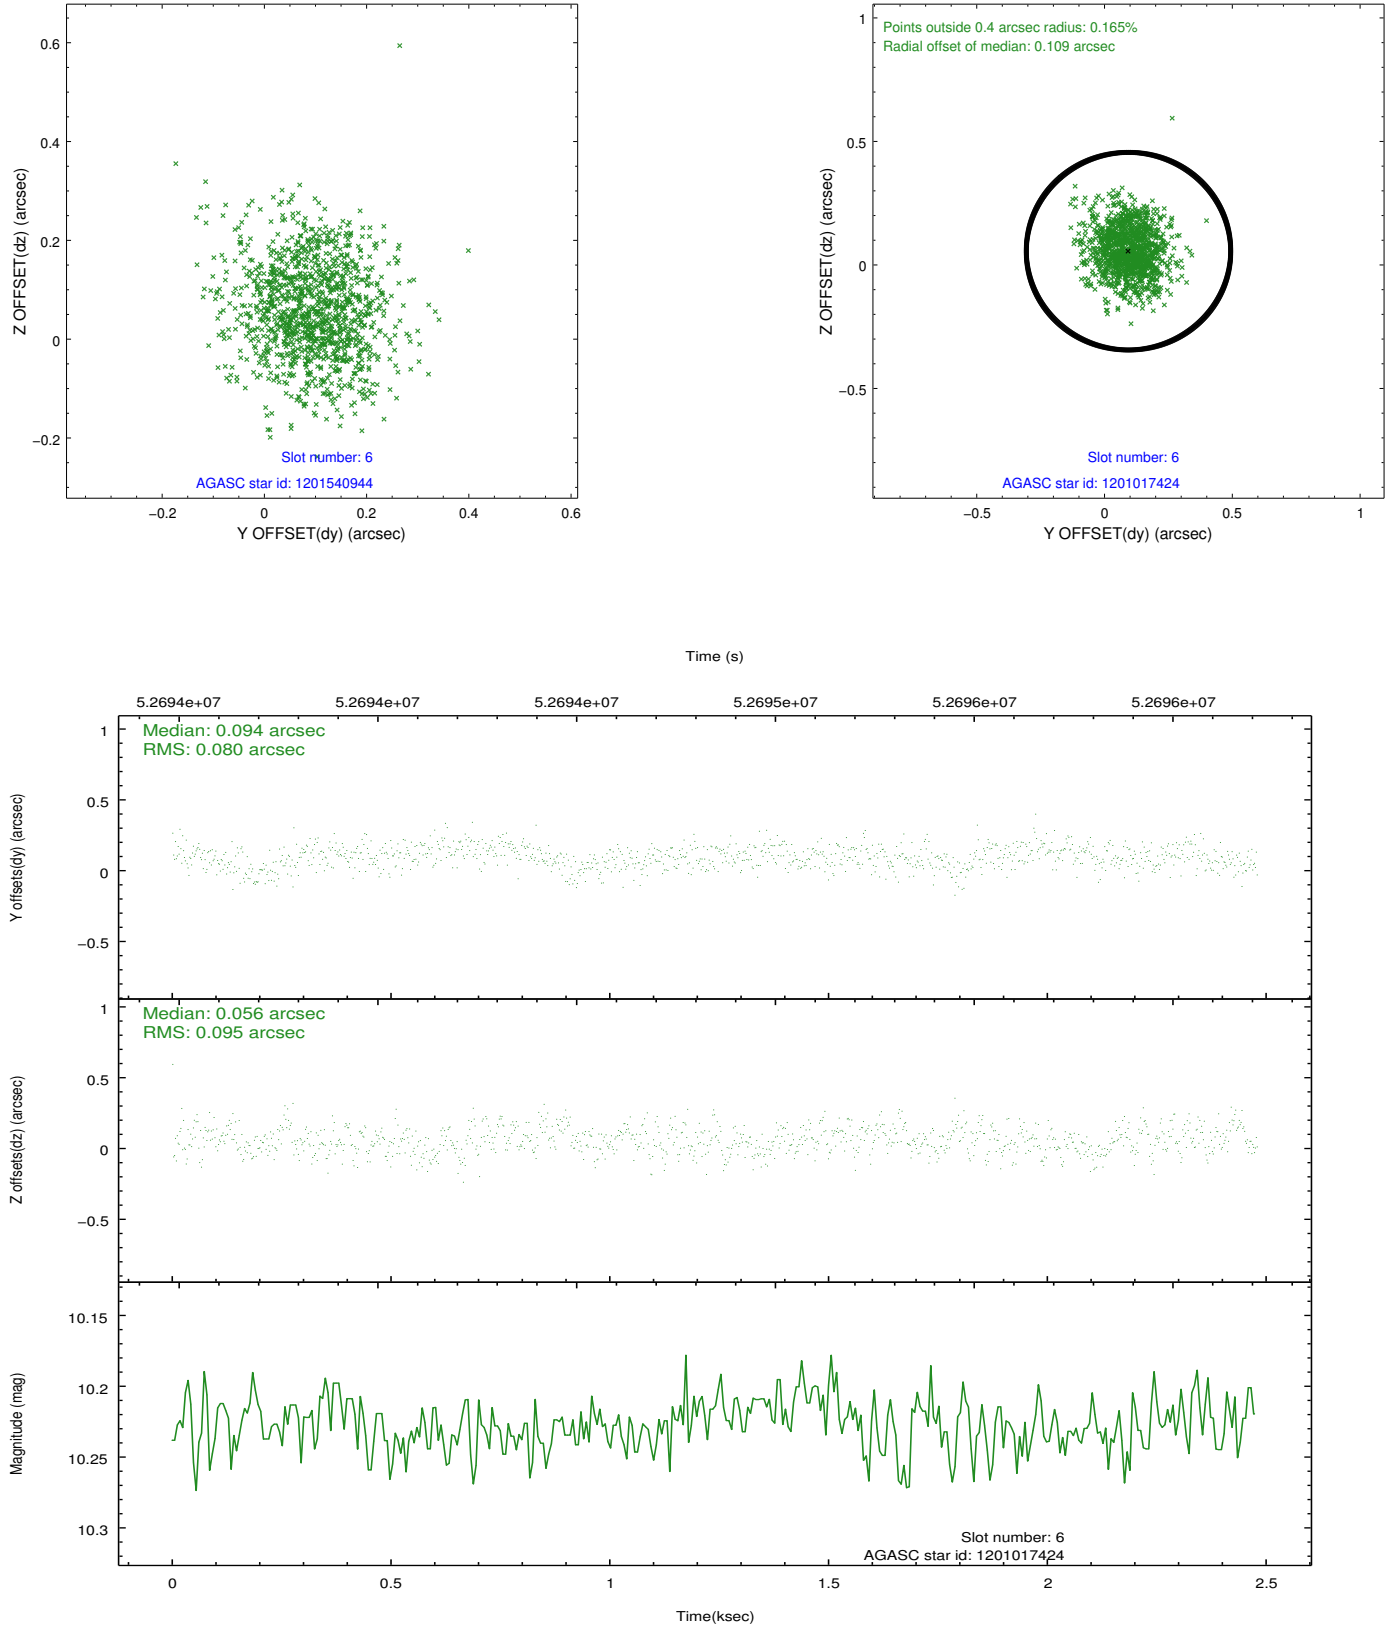 0.6
0.4
0.2
0
−0.2
Z OFFSET(dz) (arcsec)
Slot number: 6
AGASC star id: 1201540944
−0.2
0
0.2
0.4
0.6
Y OFFSET(dy) (arcsec)
Points outside 0.4 arcsec radius: 0.165%
Radial offset of median: 0.109 arcsec
1
0.5
0
−0.5
Z OFFSET(dz) (arcsec)
Slot number: 6
AGASC star id: 1201017424
−0.5
0
0.5
1
Y OFFSET(dy) (arcsec)
Time (s)
5.2694e+07
5.2694e+07
5.2694e+07
5.2695e+07
5.2696e+07
5.2696e+07
Median: 0.094 arcsec
RMS: 0.080 arcsec
1
0.5
0
−0.5
Y offsets(dy) (arcsec)
Median: 0.056 arcsec
RMS: 0.095 arcsec
1
0.5
0
−0.5
Z offsets(dz) (arcsec)
10.15
10.2
10.25
10.3
Magnitude (mag)
Slot number: 6
AGASC star id: 1201017424
0
0.5
1
1.5
2
2.5
Time(ksec)